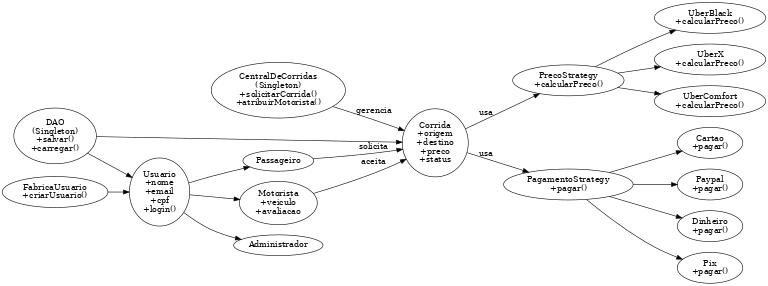 UberBlack
+calcularPreco()
UberX
+calcularPreco()
UberComfort
+calcularPreco()
PrecoStrategy
+calcularPreco()
CentralDeCorridas
(Singleton)
+solicitarCorrida()
+atribuirMotorista()
gerencia
Corrida
+origem
+destino
+preco
+status
usa
usa
DAO
(Singleton)
+salvar()
+carregar()
FabricaUsuario
+criarUsuario()
Usuario
+nome
+email
+cpf
+login()
Passageiro
solicita
aceita
Motorista
+veiculo
+avaliacao
Administrador
PagamentoStrategy
+pagar()
Cartao
+pagar()
Paypal
+pagar()
Dinheiro
+pagar()
Pix
+pagar()